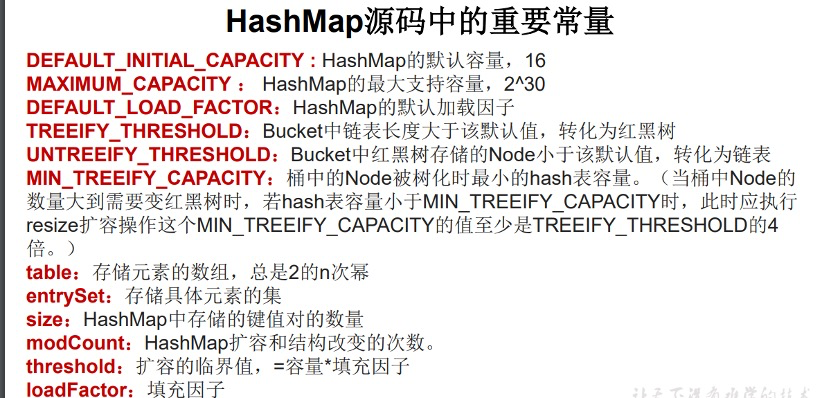 HashMap源码中的重要常量
DEFAULT_INITIAL_CAPACITY : HashMap的默认容量，16
MAXIMUM_CAPACITY ： HashMap的最大支持容量，2^30
DEFAULT_LOAD_FACTOR：HashMap的默认加载因子
TREEIFY_THRESHOLD：Bucket中链表长度大于该默认值，转化为红黑树
UNTREEIFY_THRESHOLD：Bucket中红黑树存储的Node小于该默认值，转化为链表
MIN_TREEIFY_CAPACITY：桶中的Node被树化时最小的hash表容量。（当桶中Node的
数量大到需要变红黑树时，若hash表容量小于MIN_TREEIFY_CAPACITY时，此时应执行
resize扩容操作这个MIN_TREEIFY_CAPACITY的值至少是TREEIFY_THRESHOLD的4
倍。）
table：存储元素的数组，总是2的n次幂
entrySet：存储具体元素的集
size：HashMap中存储的键值对的数量
modCount：HashMap扩容和结构改变的次数。
threshold：扩容的临界值，=容量*填充因子
loadFactor：填充因子